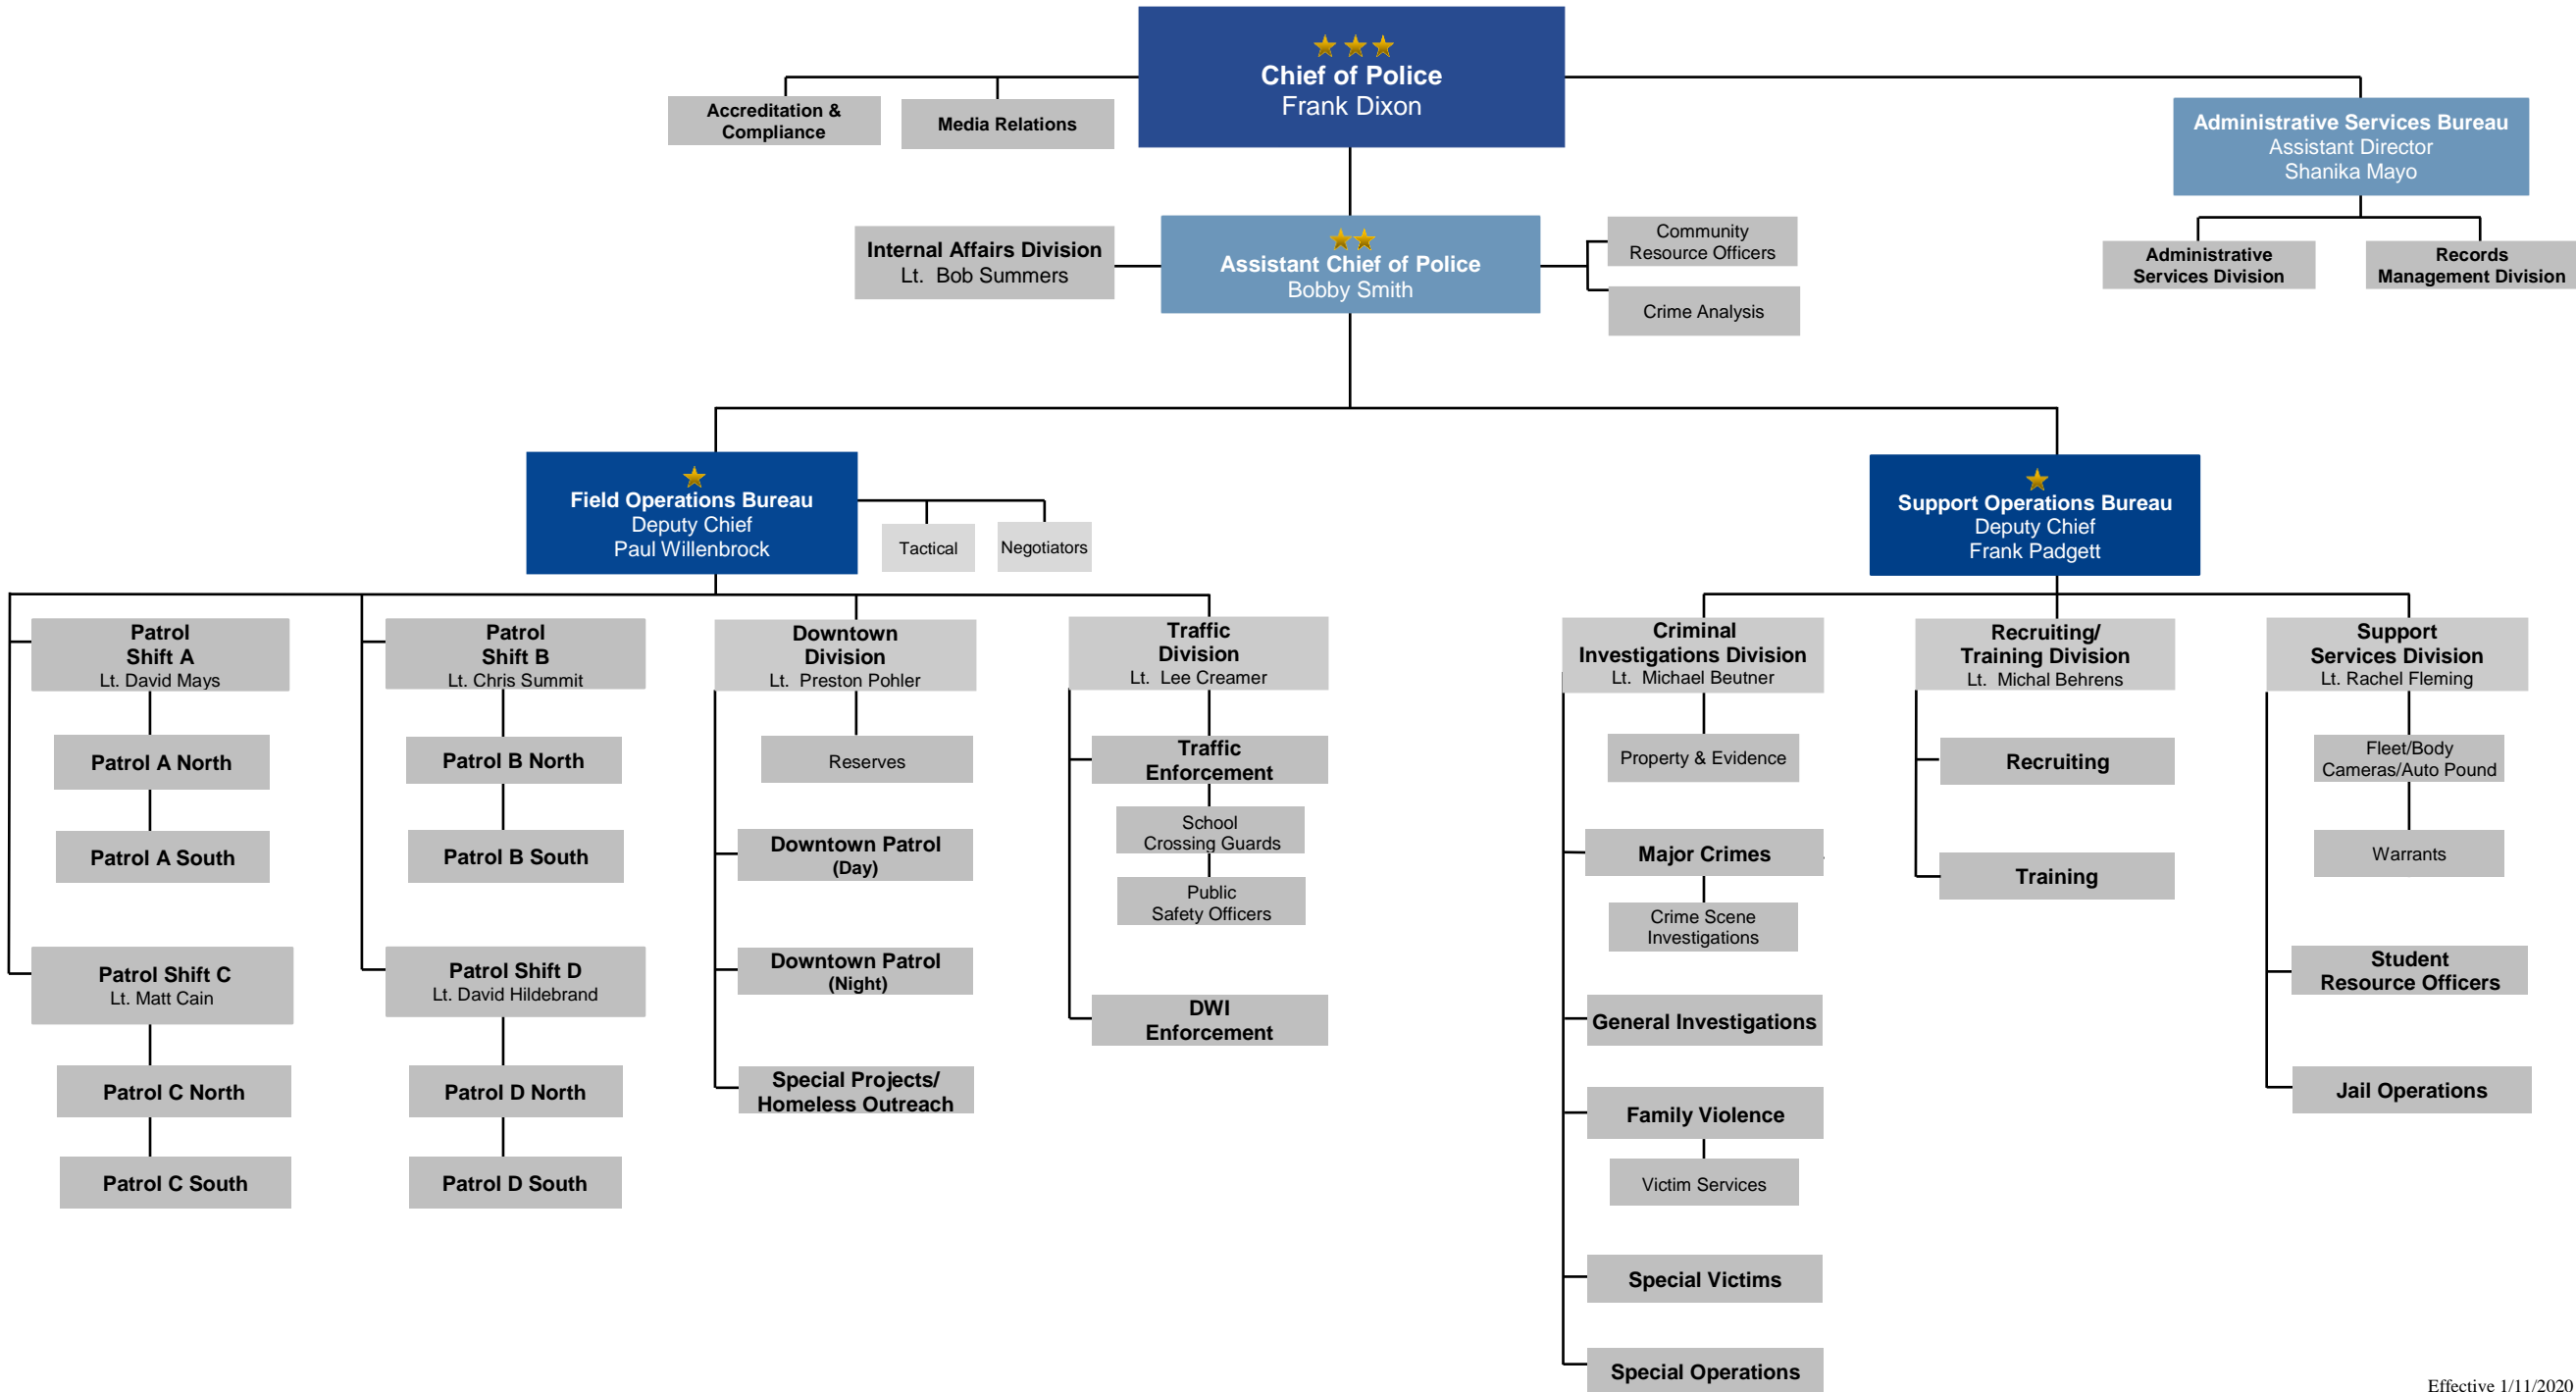 Chief of Police
Frank Dixon
Accreditation &
Compliance
Media Relations
Administrative Services Bureau
Assistant Director
Shanika Mayo
Administrative
Services Division
Records
Management Division
Internal Affairs Division
Lt. Bob Summers
Assistant Chief of Police
Bobby Smith
Community
Resource Officers
Crime Analysis
Field Operations Bureau
Deputy Chief
Paul Willenbrock
Tactical
Negotiators
Support Operations Bureau
Deputy Chief
Frank Padgett
Patrol
Shift A
Lt. David Mays
Patrol A North
Patrol A South
Patrol Shift C
Lt. Matt Cain
Patrol C North
Patrol C South
Patrol
Shift B
Lt. Chris Summit
Patrol B North
Patrol B South
Patrol Shift D
Lt. David Hildebrand
Patrol D North
Patrol D South
Downtown
Division
Lt. Preston Pohler
Reserves
Downtown Patrol
(Day)
Downtown Patrol
(Night)
Special Projects/
Homeless Outreach
Traffic
Division
Lt. Lee Creamer
Traffic
Enforcement
School
Crossing Guards
Public
Safety Officers
DWI
Enforcement
Criminal
Investigations Division
Lt. Michael Beutner
Property & Evidence
Major Crimes
Crime Scene
Investigations
General Investigations
Family Violence
Victim Services
Special Victims
Special Operations
Recruiting/
Training Division
Lt. Michal Behrens
Recruiting
Training
Support
Services Division
Lt. Rachel Fleming
Fleet/Body
Cameras/Auto Pound
Warrants
Student
Resource Officers
Jail Operations
Effective 1/11/2020